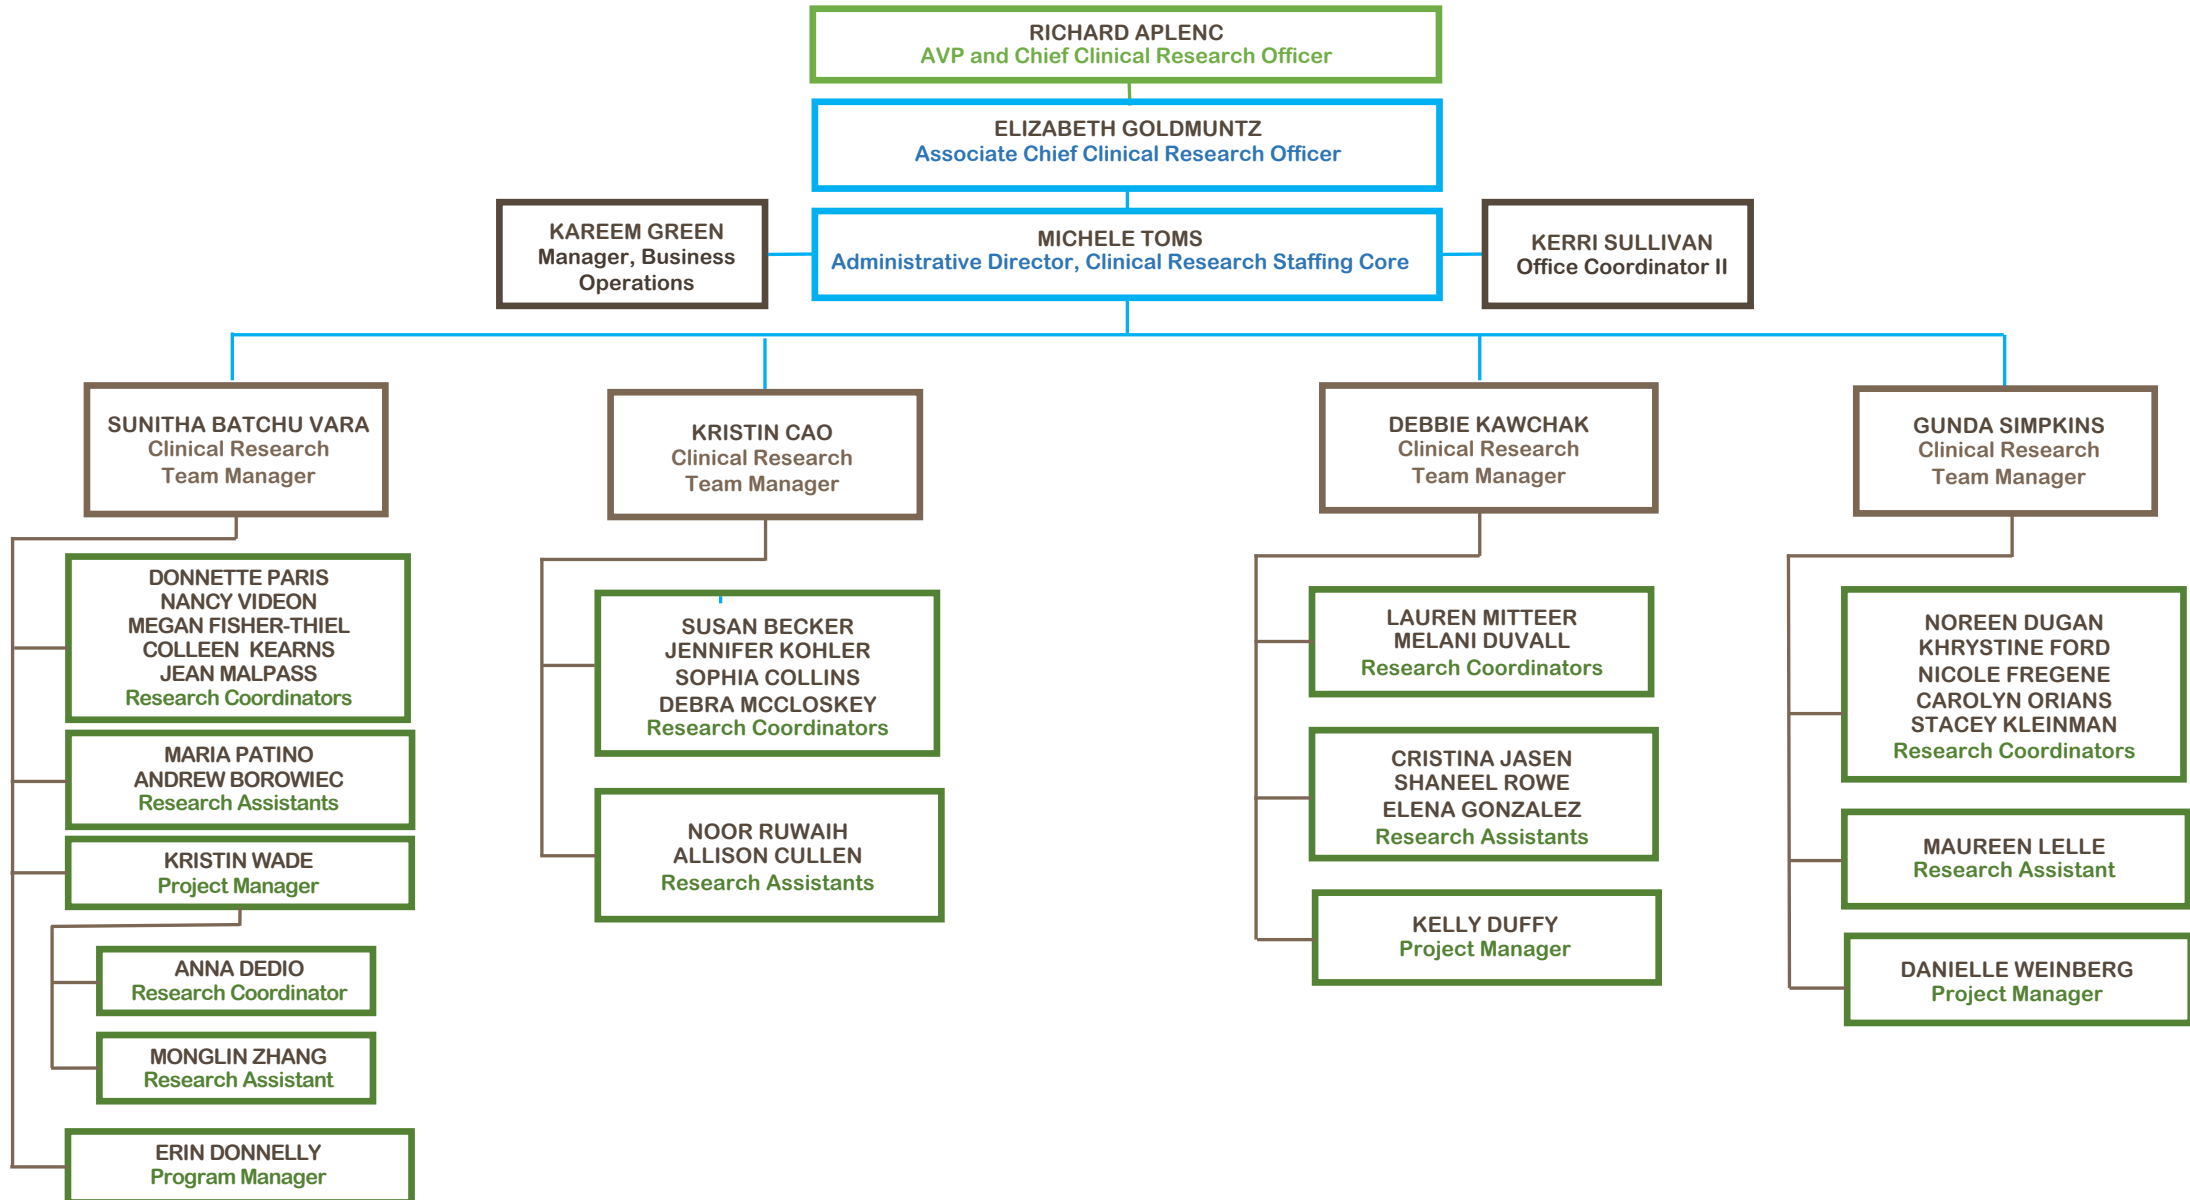 RICHARD APLENC
AVP and Chief Clinical Research Officer
ELIZABETH GOLDMUNTZ
Associate Chief Clinical Research Officer
KAREEM GREEN
Manager, Business
Operations
MICHELE TOMS
Administrative Director, Clinical Research Staffing Core
KERRI SULLIVAN
Office Coordinator II
SUNITHA BATCHU VARA
Clinical Research
Team Manager
DONNETTE PARIS
NANCY VIDEON
MEGAN FISHER-THIEL
COLLEEN KEARNS
JEAN MALPASS
Research Coordinators
MARIA PATINO
ANDREW BOROWIEC
Research Assistants
KRISTIN WADE
Project Manager
ANNA DEDIO
Research Coordinator
MONGLIN ZHANG
Research Assistant
ERIN DONNELLY
Program Manager
KRISTIN CAO
Clinical Research
Team Manager
SUSAN BECKER
JENNIFER KOHLER
SOPHIA COLLINS
DEBRA MCCLOSKEY
Research Coordinators
NOOR RUWAIH
ALLISON CULLEN
Research Assistants
DEBBIE KAWCHAK
Clinical Research
Team Manager
LAUREN MITTEER
MELANI DUVALL
Research Coordinators
CRISTINA JASEN
SHANEEL ROWE
ELENA GONZALEZ
Research Assistants
KELLY DUFFY
Project Manager
GUNDA SIMPKINS
Clinical Research
Team Manager
NOREEN DUGAN
KHRYSTINE FORD
NICOLE FREGENE
CAROLYN ORIANS
STACEY KLEINMAN
Research Coordinators
MAUREEN LELLE
Research Assistant
DANIELLE WEINBERG
Project Manager